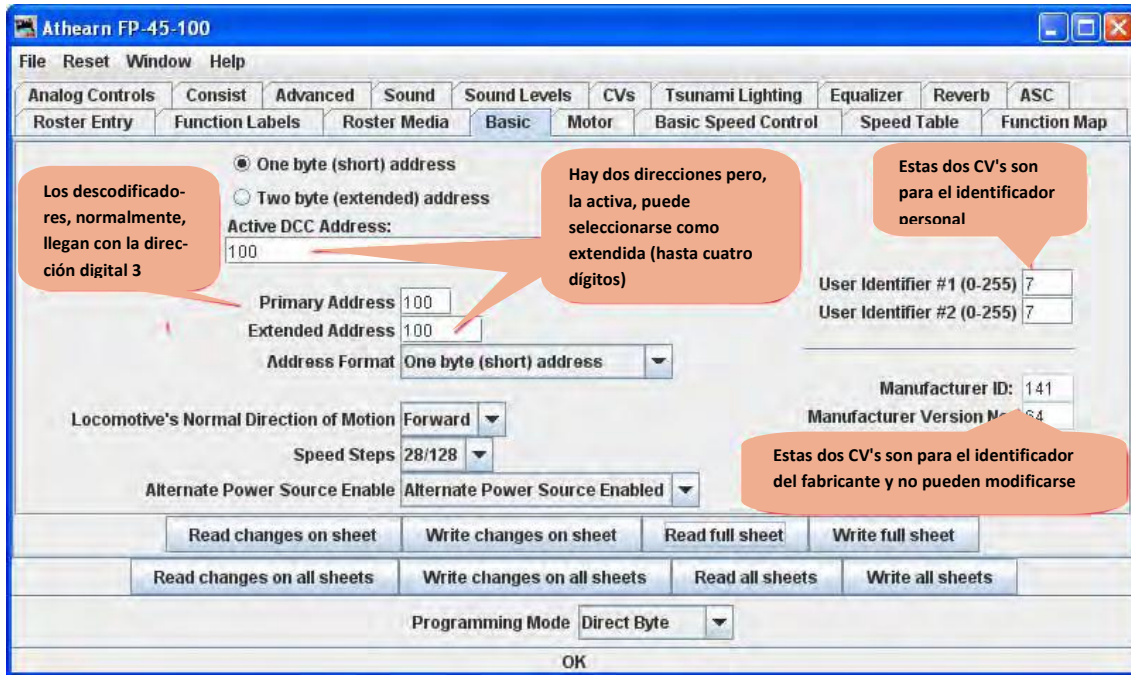 Athearn FP-45-100
File Reset Window Help
Analog Controls Consist Advanced Sound Sound Levels CVs Tsunami Lighting Equalizer Reverb ASC
Roster Entry Function Labels Roster Media Basic Motor Basic Speed Control Speed Table Function Map
One byte (short) address
Two byte (extended) address
Active DCC Address:
100
Los descodificado-
res, normalmente,
llegan con la direc-
ción digital 3
Hay dos direcciones pero,
la activa, puede
seleccionarse como
extendida (hasta cuatro
dígitos)
Estas dos CV's son
para el identificador
personal
Primary Address 100
Extended Address 100
Address Format One byte (short) address
User Identifier #1 (0-255) 7
User Identifier #2 (0-255) 7
Manufacturer ID: 141
Manufacturer Version 64
Locomotive's Normal Direction of Motion Forward
Speed Steps 28/128
Alternate Power Source Enable Alternate Power Source Enabled
Estas dos CV's son para el identificador
del fabricante y no pueden modificarse
Read changes on sheet Write changes on sheet Read full sheet Write full sheet
Read changes on all sheets Write changes on all sheets Read all sheets Write all sheets
Programming Mode Direct Byte
OK